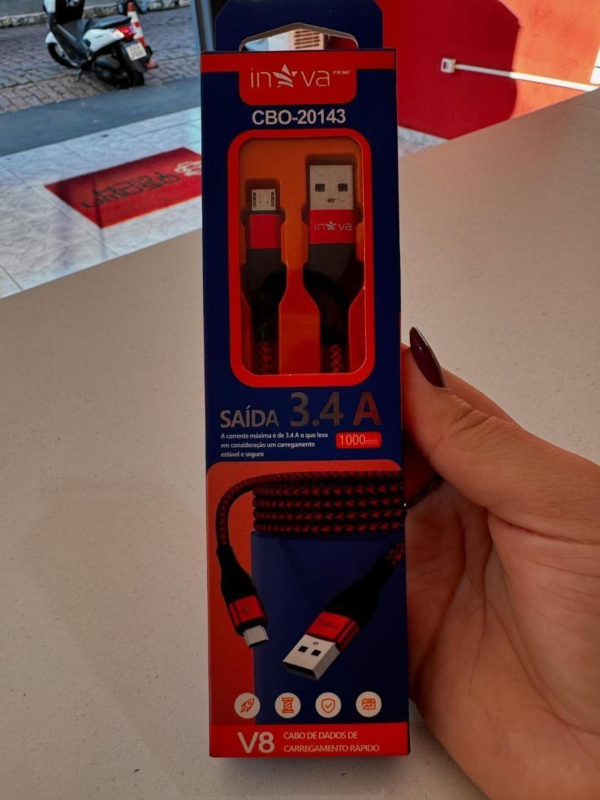 inova PRIME
CBO-20143
inova
SAÍDA 3.4 A
A corrente máxima é de 3.4 A o que leva
em consideração um carregamento
estável e seguro
1000mm
V8
CABO DE DADOS DE
CARREGAMENTO RÁPIDO